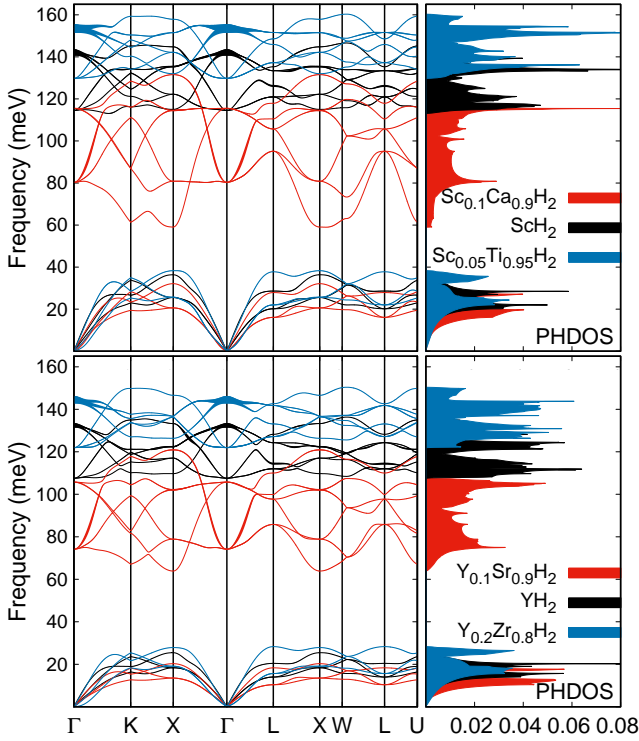 160
140
120
100
80
60
40
20
Frequency (meV)
Sc0.1Ca0.9H2
ScH2
Sc0.05Ti0.95H2
PHDOS
160
140
120
100
80
60
40
20
Frequency (meV)
Y0.1Sr0.9H2
YH2
Y0.2Zr0.8H2
PHDOS
Γ K X Γ L X W L U
0.02 0.04 0.06 0.08